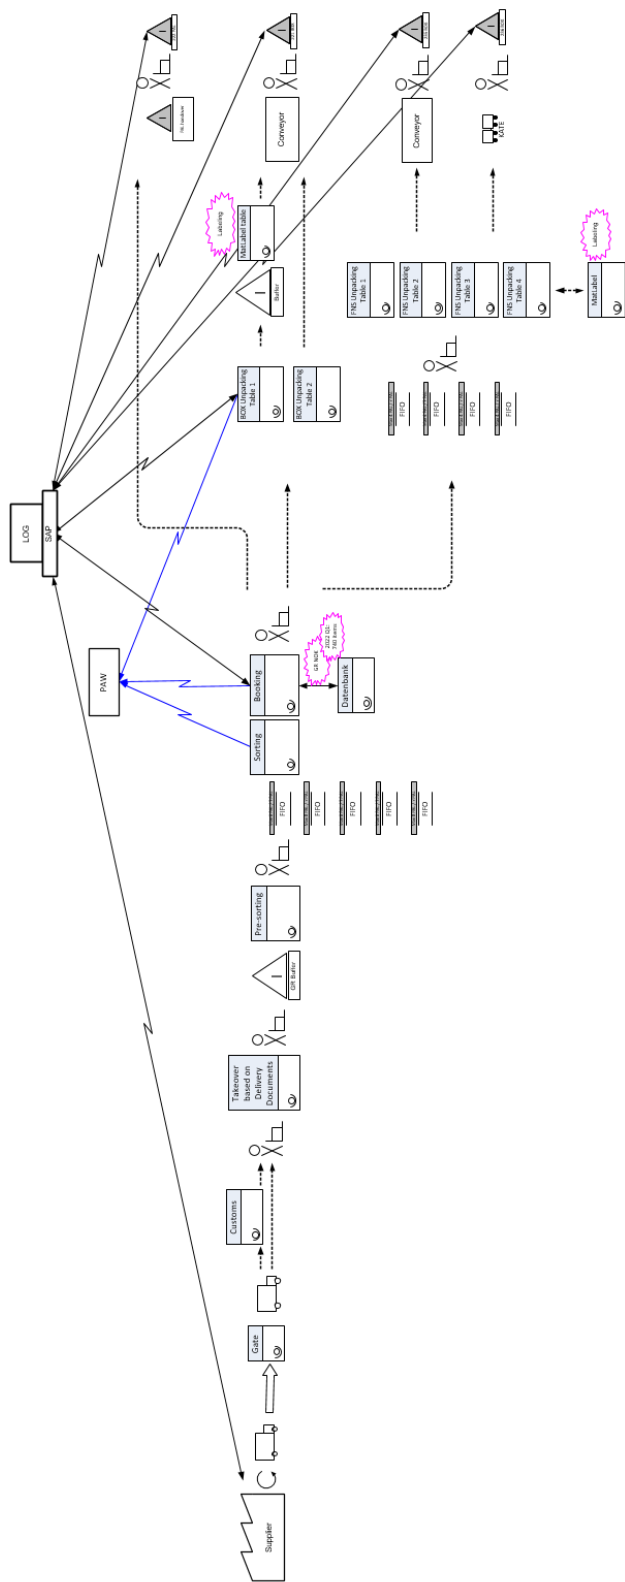 Supplier
Gate
Customs
Takeover
based on
Delivery
Documents
I
GR Buffer
Pre-sorting
FIFO
FIFO
FIFO
FIFO
FIFO
Sorting
Booking
Datenbank
GR NOK
2022 Q1:
PAW
LOG
SAP
BOX Unpacking
Table 1
BOX Unpacking
Table 2
I
Buffer
MatLabel table
Labeling
Conveyor
FIFO
FIFO
FIFO
FIFO
FNS Unpacking
Table 1
FNS Unpacking
Table 2
FNS Unpacking
Table 3
FNS Unpacking
Table 4
MatLabel
Labeling
Conveyor
KATE
I
I
I
I
I